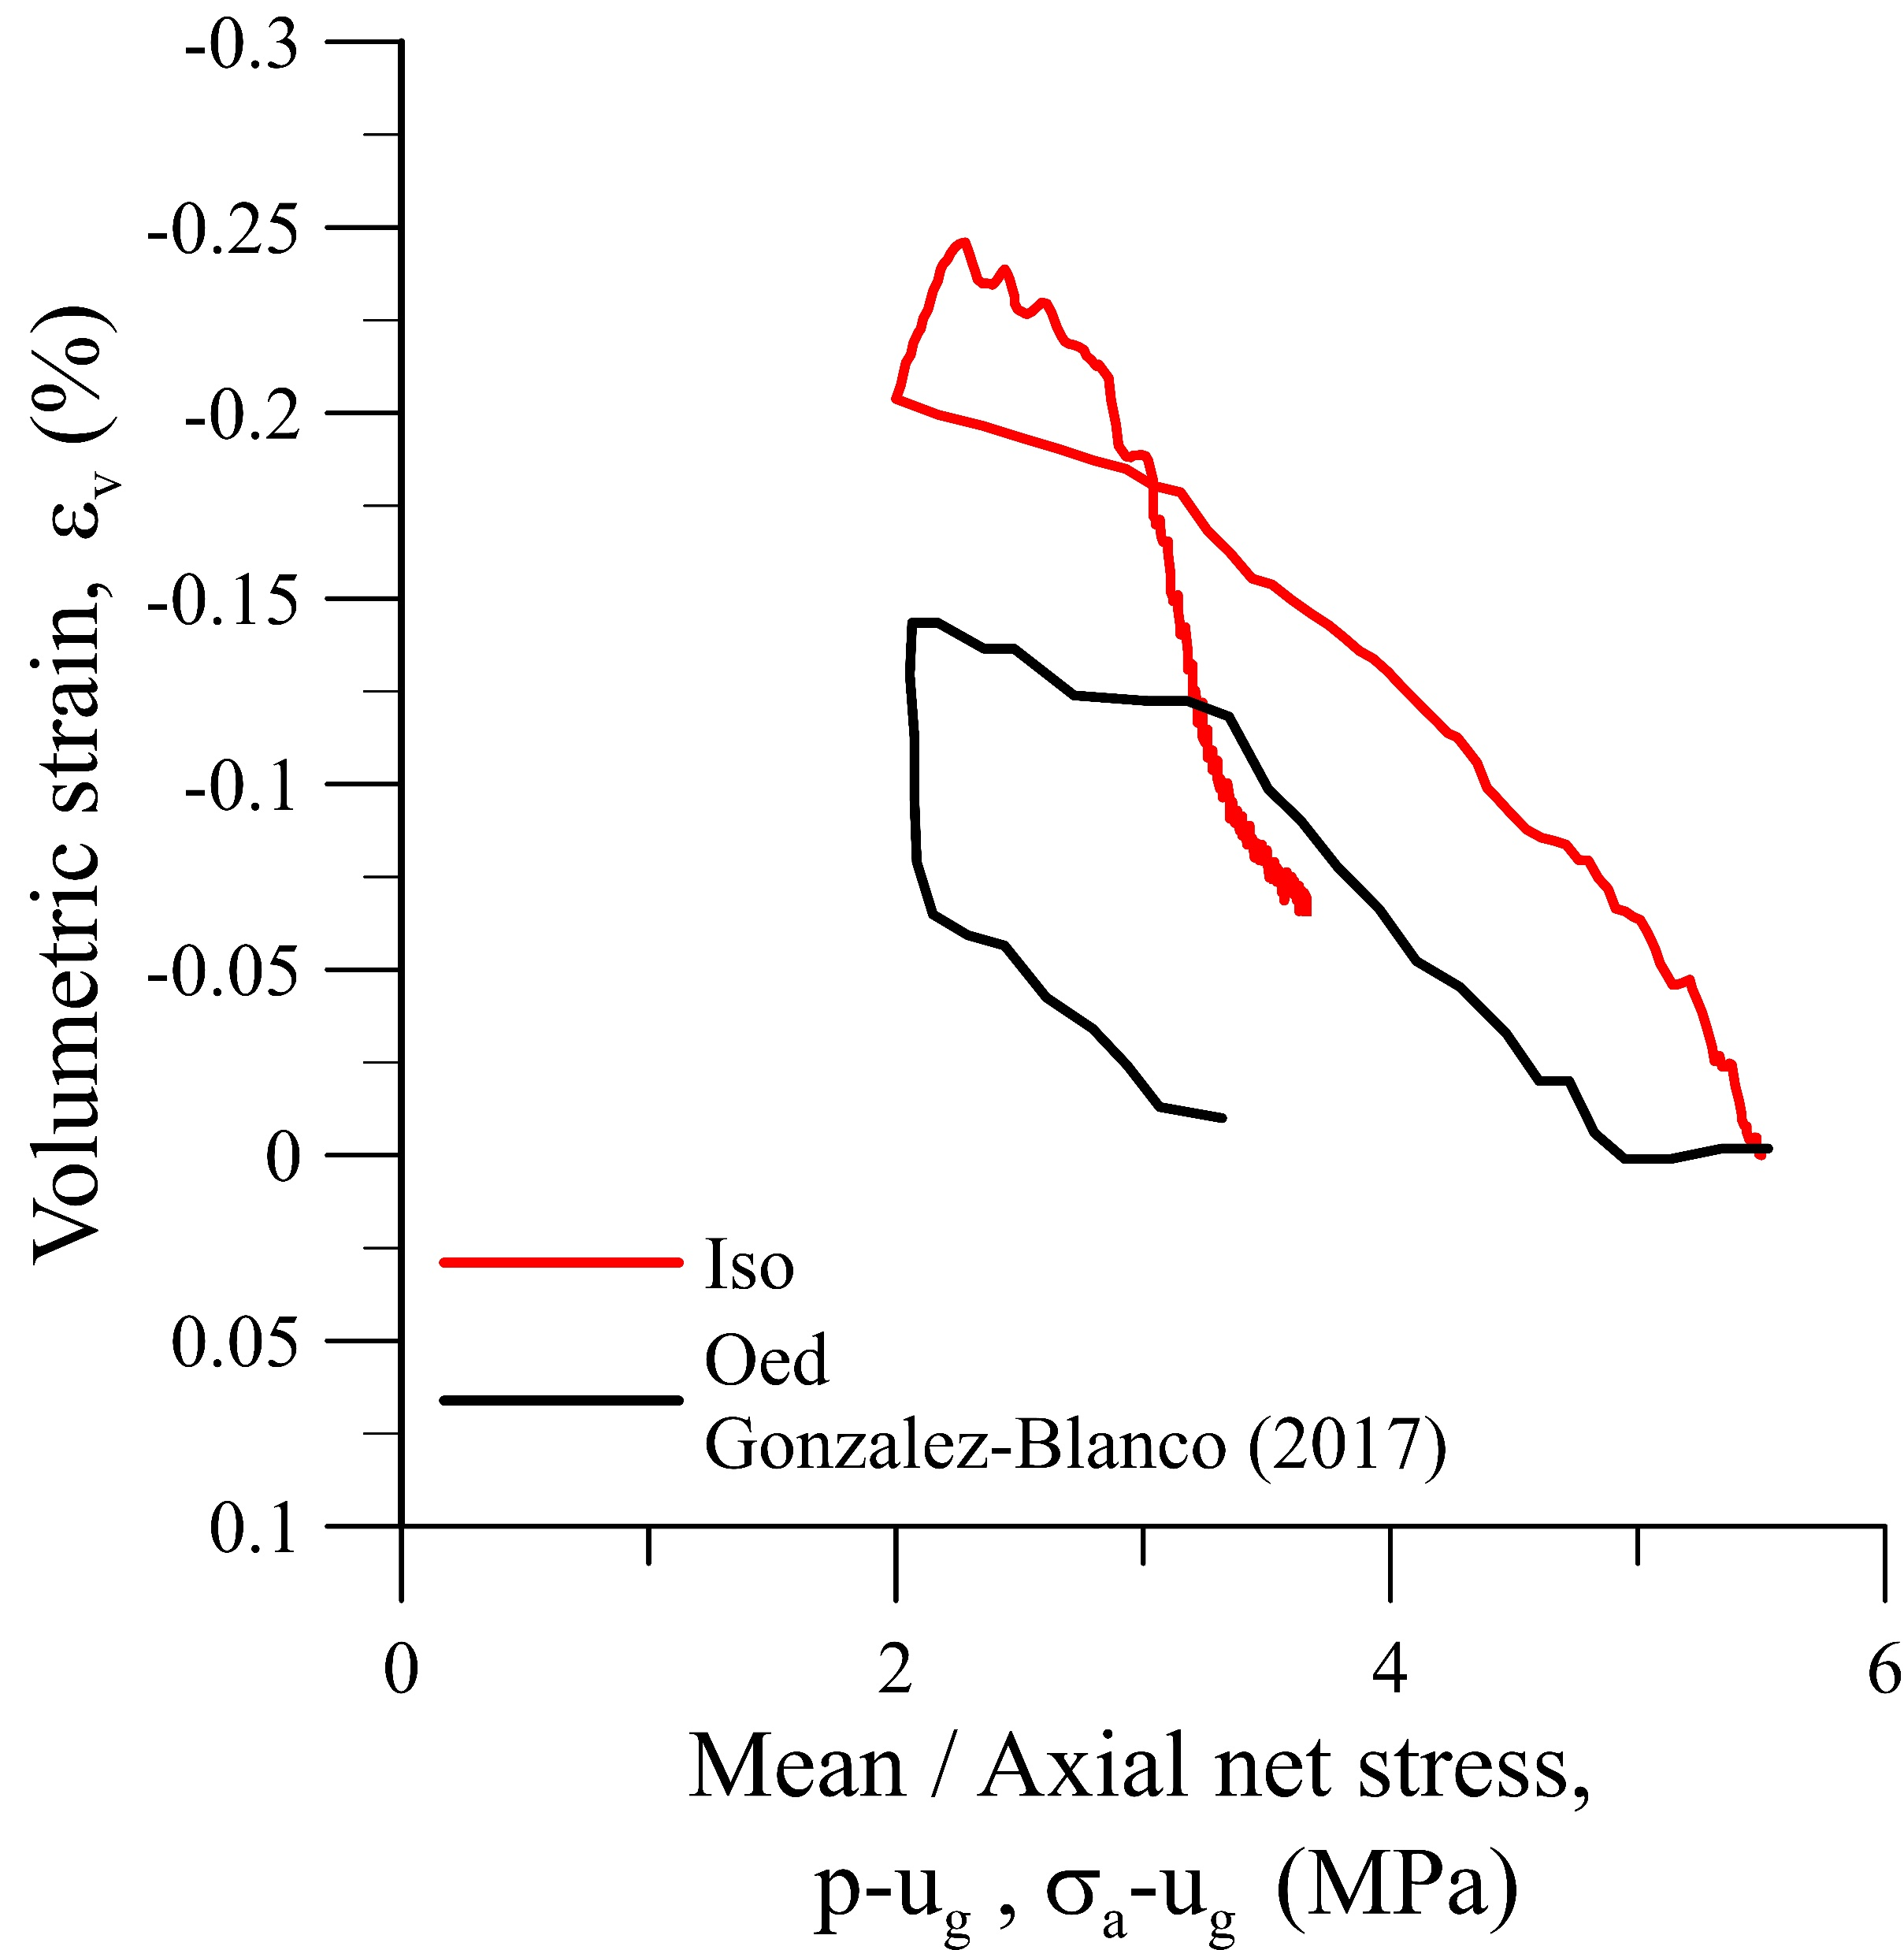 Volumetric strain, εv (%)
-0.3
-0.25
-0.2
-0.15
-0.1
-0.05
0
0.05
0.1
Iso
Oed
Gonzalez-Blanco (2017)
0 2 4 6
Mean / Axial net stress,
p-ug , σa-ug (MPa)